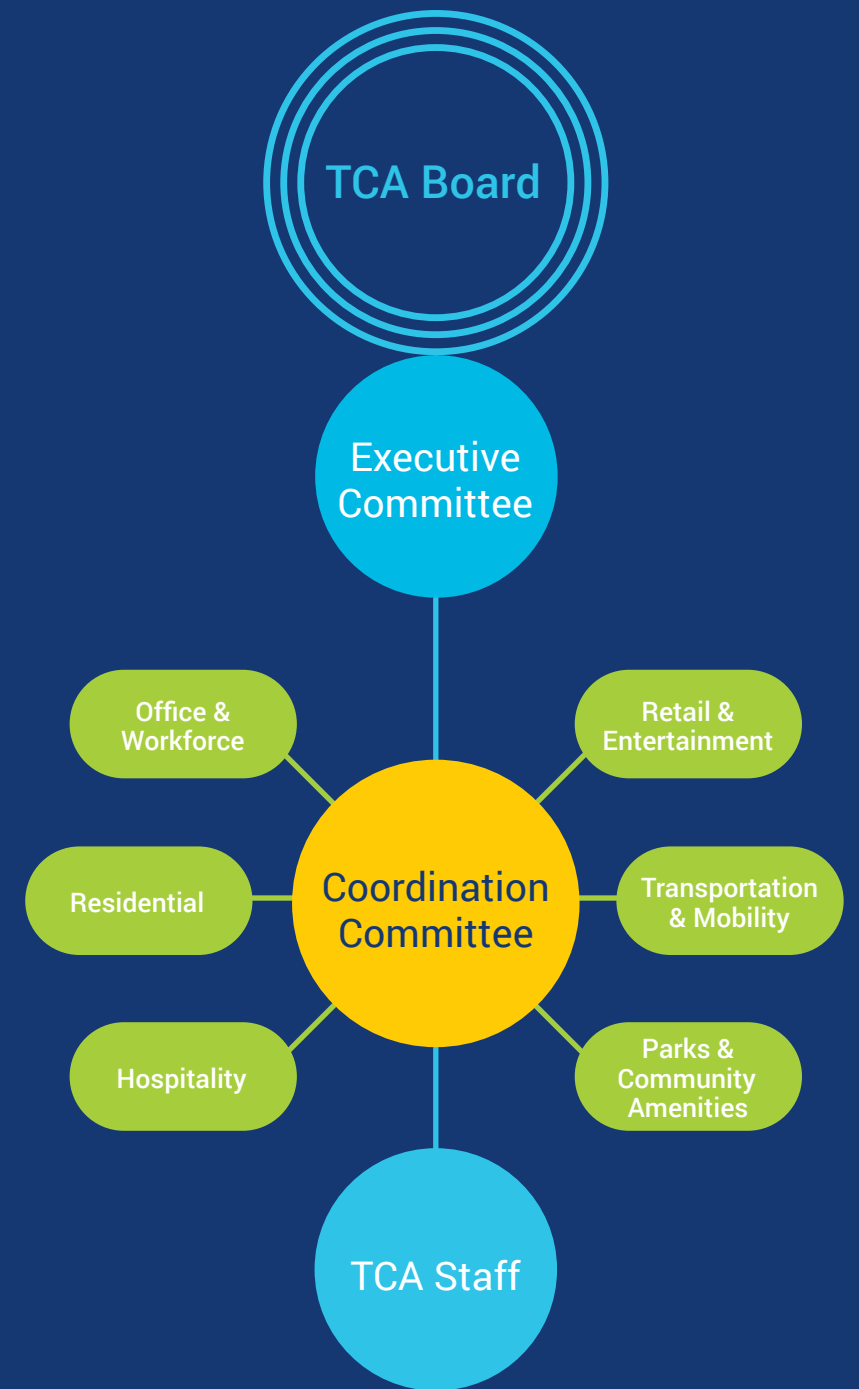 TCA Board
Executive
Committee
Office &
Workforce
Retail &
Entertainment
Residential
Coordination
Committee
Transportation
& Mobility
Hospitality
Parks &
Community
Amenities
TCA Staff